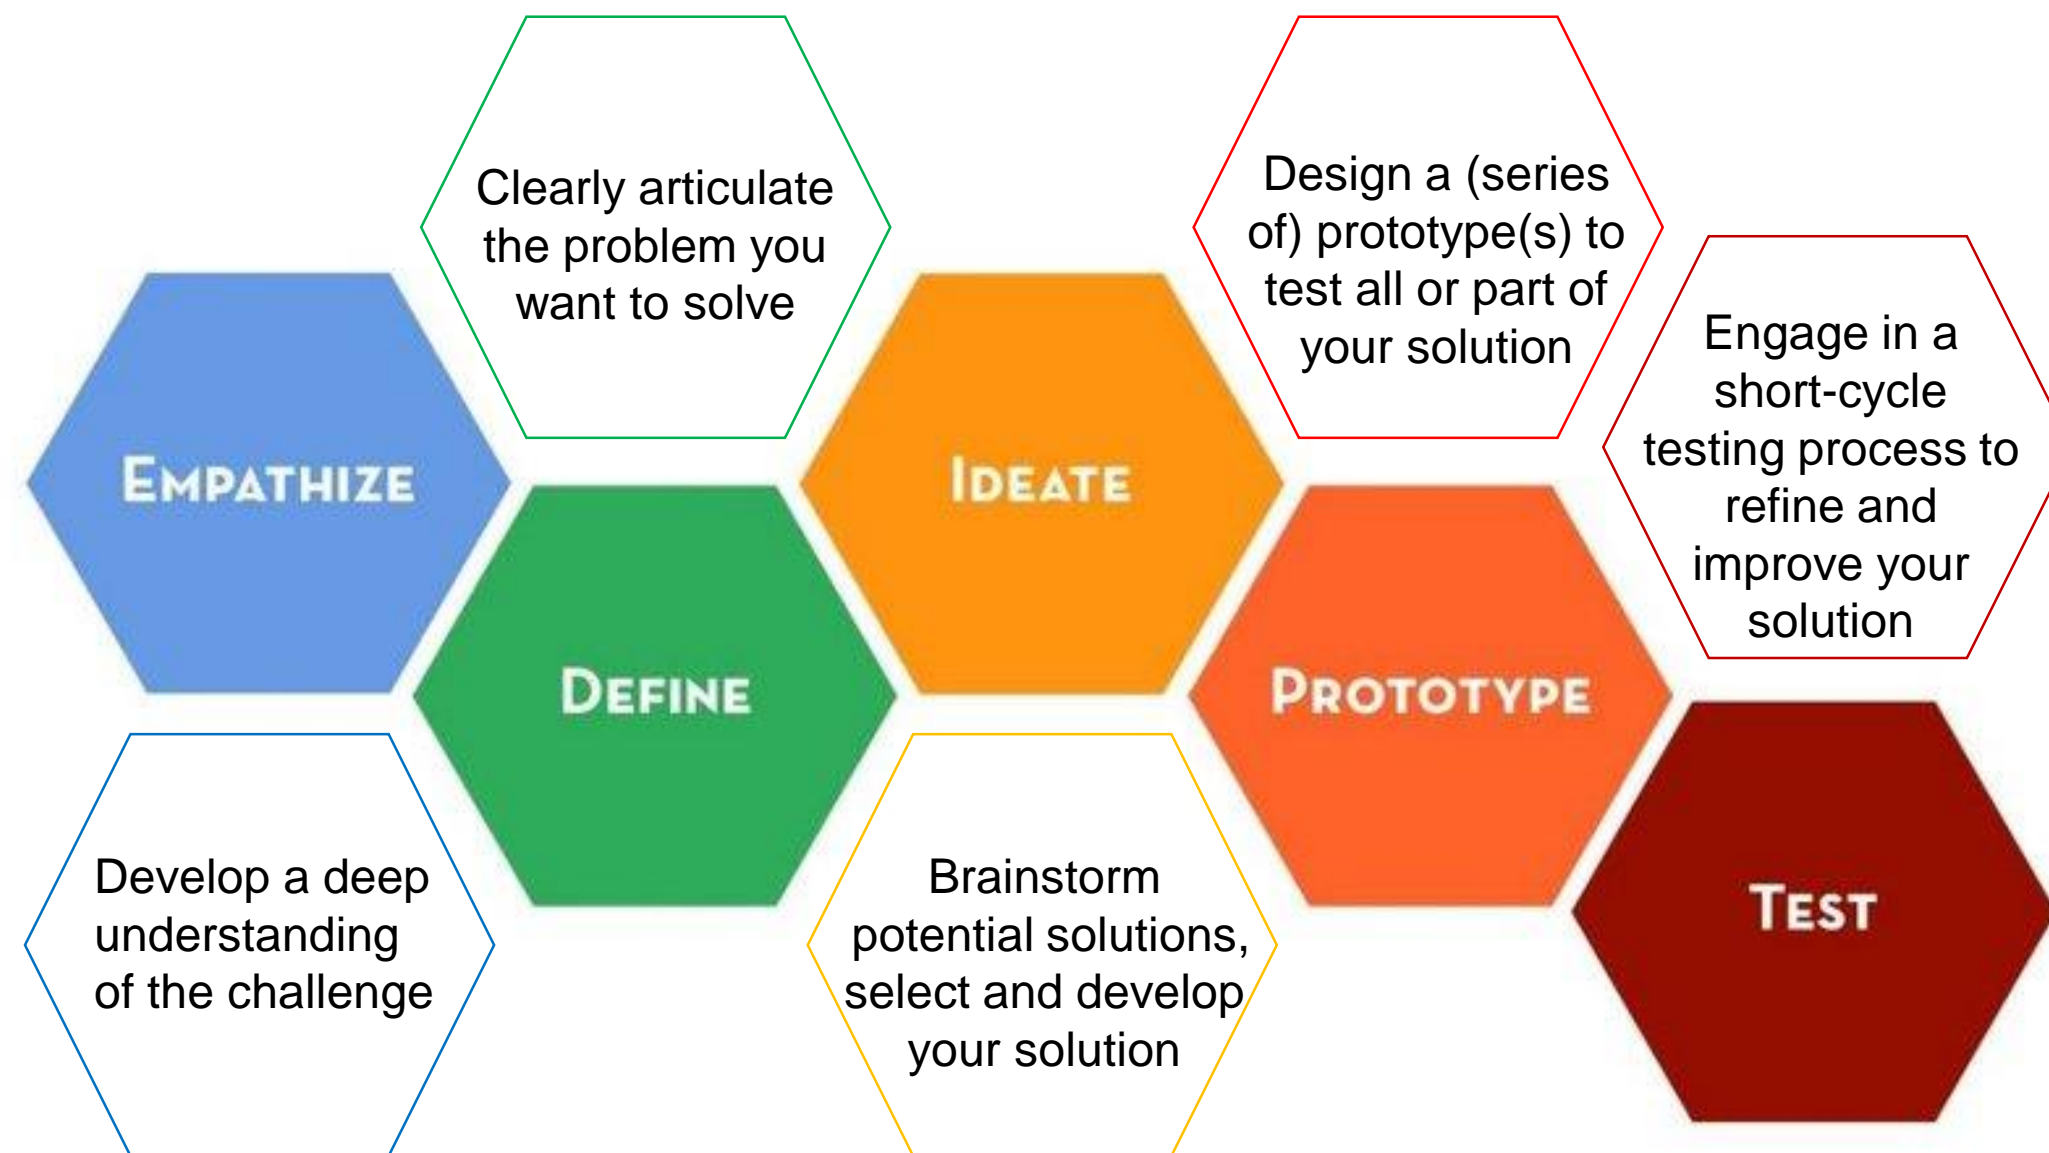 EMPATHIZE
Develop a deep
understanding
of the challenge
Clearly articulate
the problem you
want to solve
DEFINE
IDEATE
Brainstorm
potential solutions,
select and develop
your solution
Design a (series
of) prototype(s) to
test all or part of
your solution
PROTOTYPE
Engage in a
short-cycle
testing process to
refine and
improve your
solution
TEST